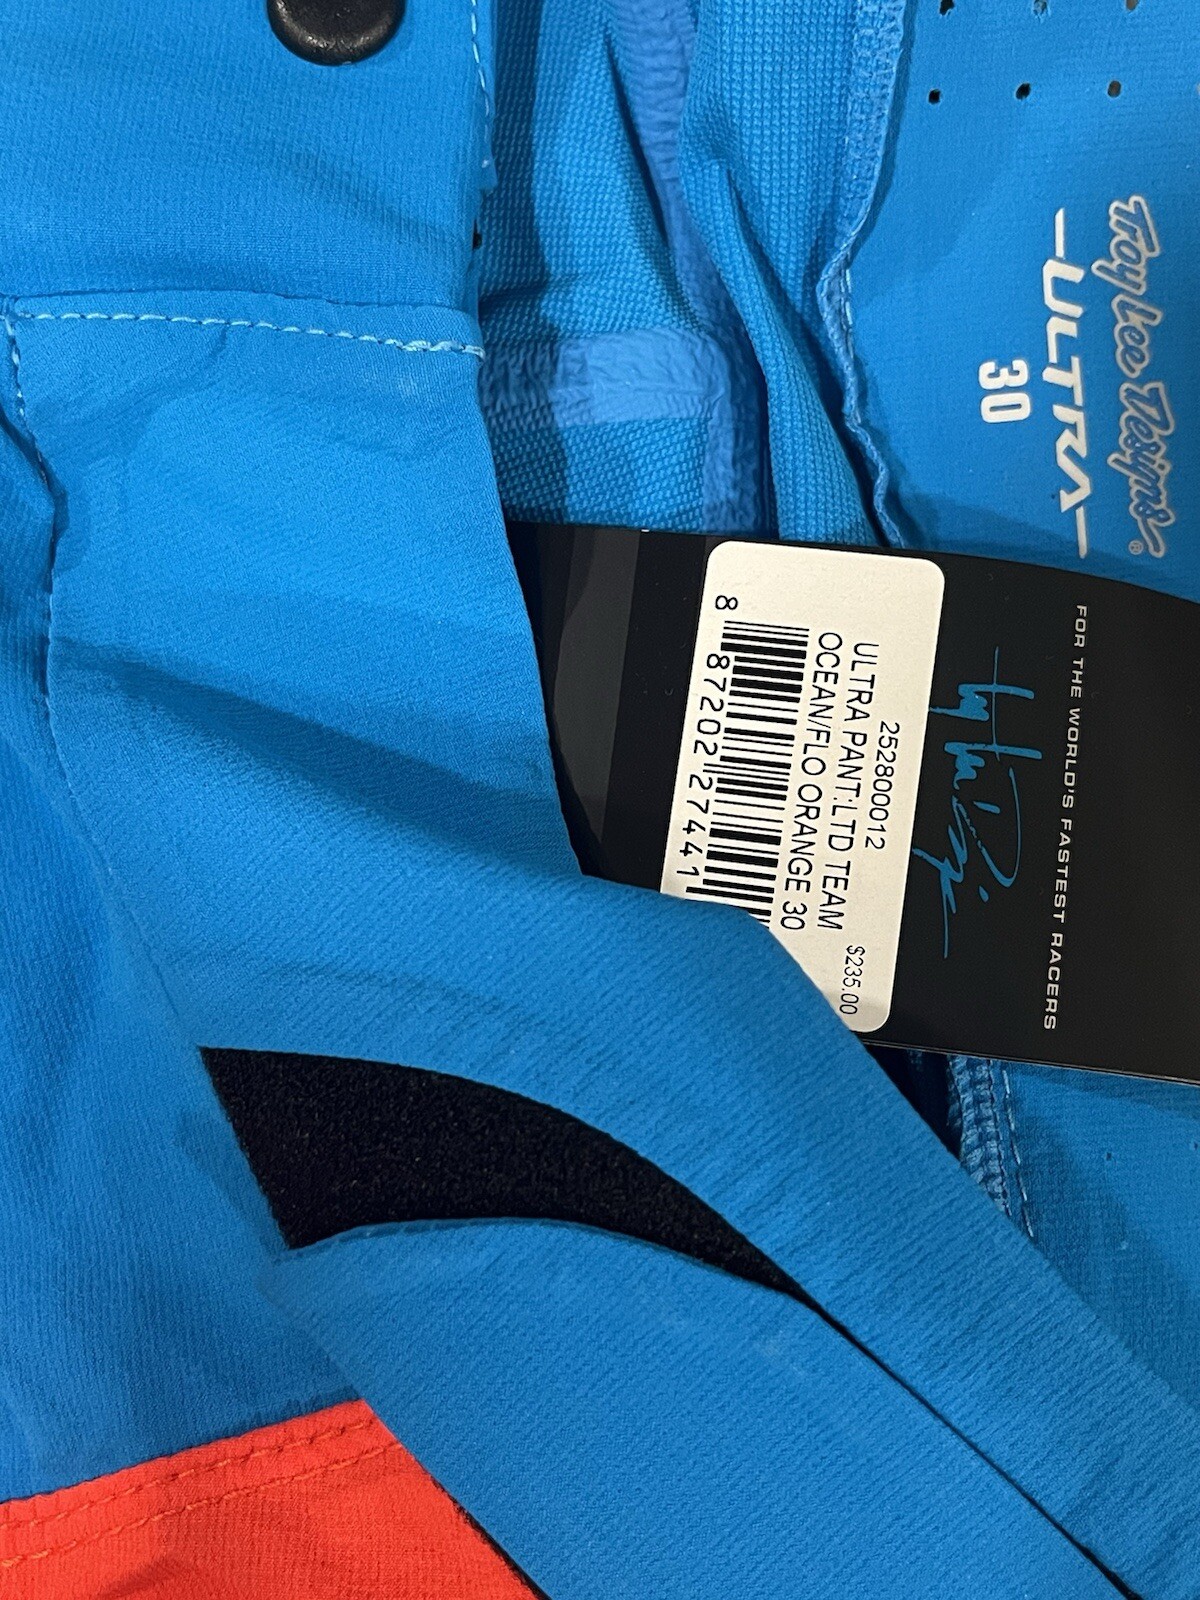 Troy Lee Designs®
ULTRA
30
FOR THE WORLD'S FASTEST RACERS
252800012
ULTRA PANT:LTD TEAM
OCEAN/FLO ORANGE 30
$235.00
8 87202 27441